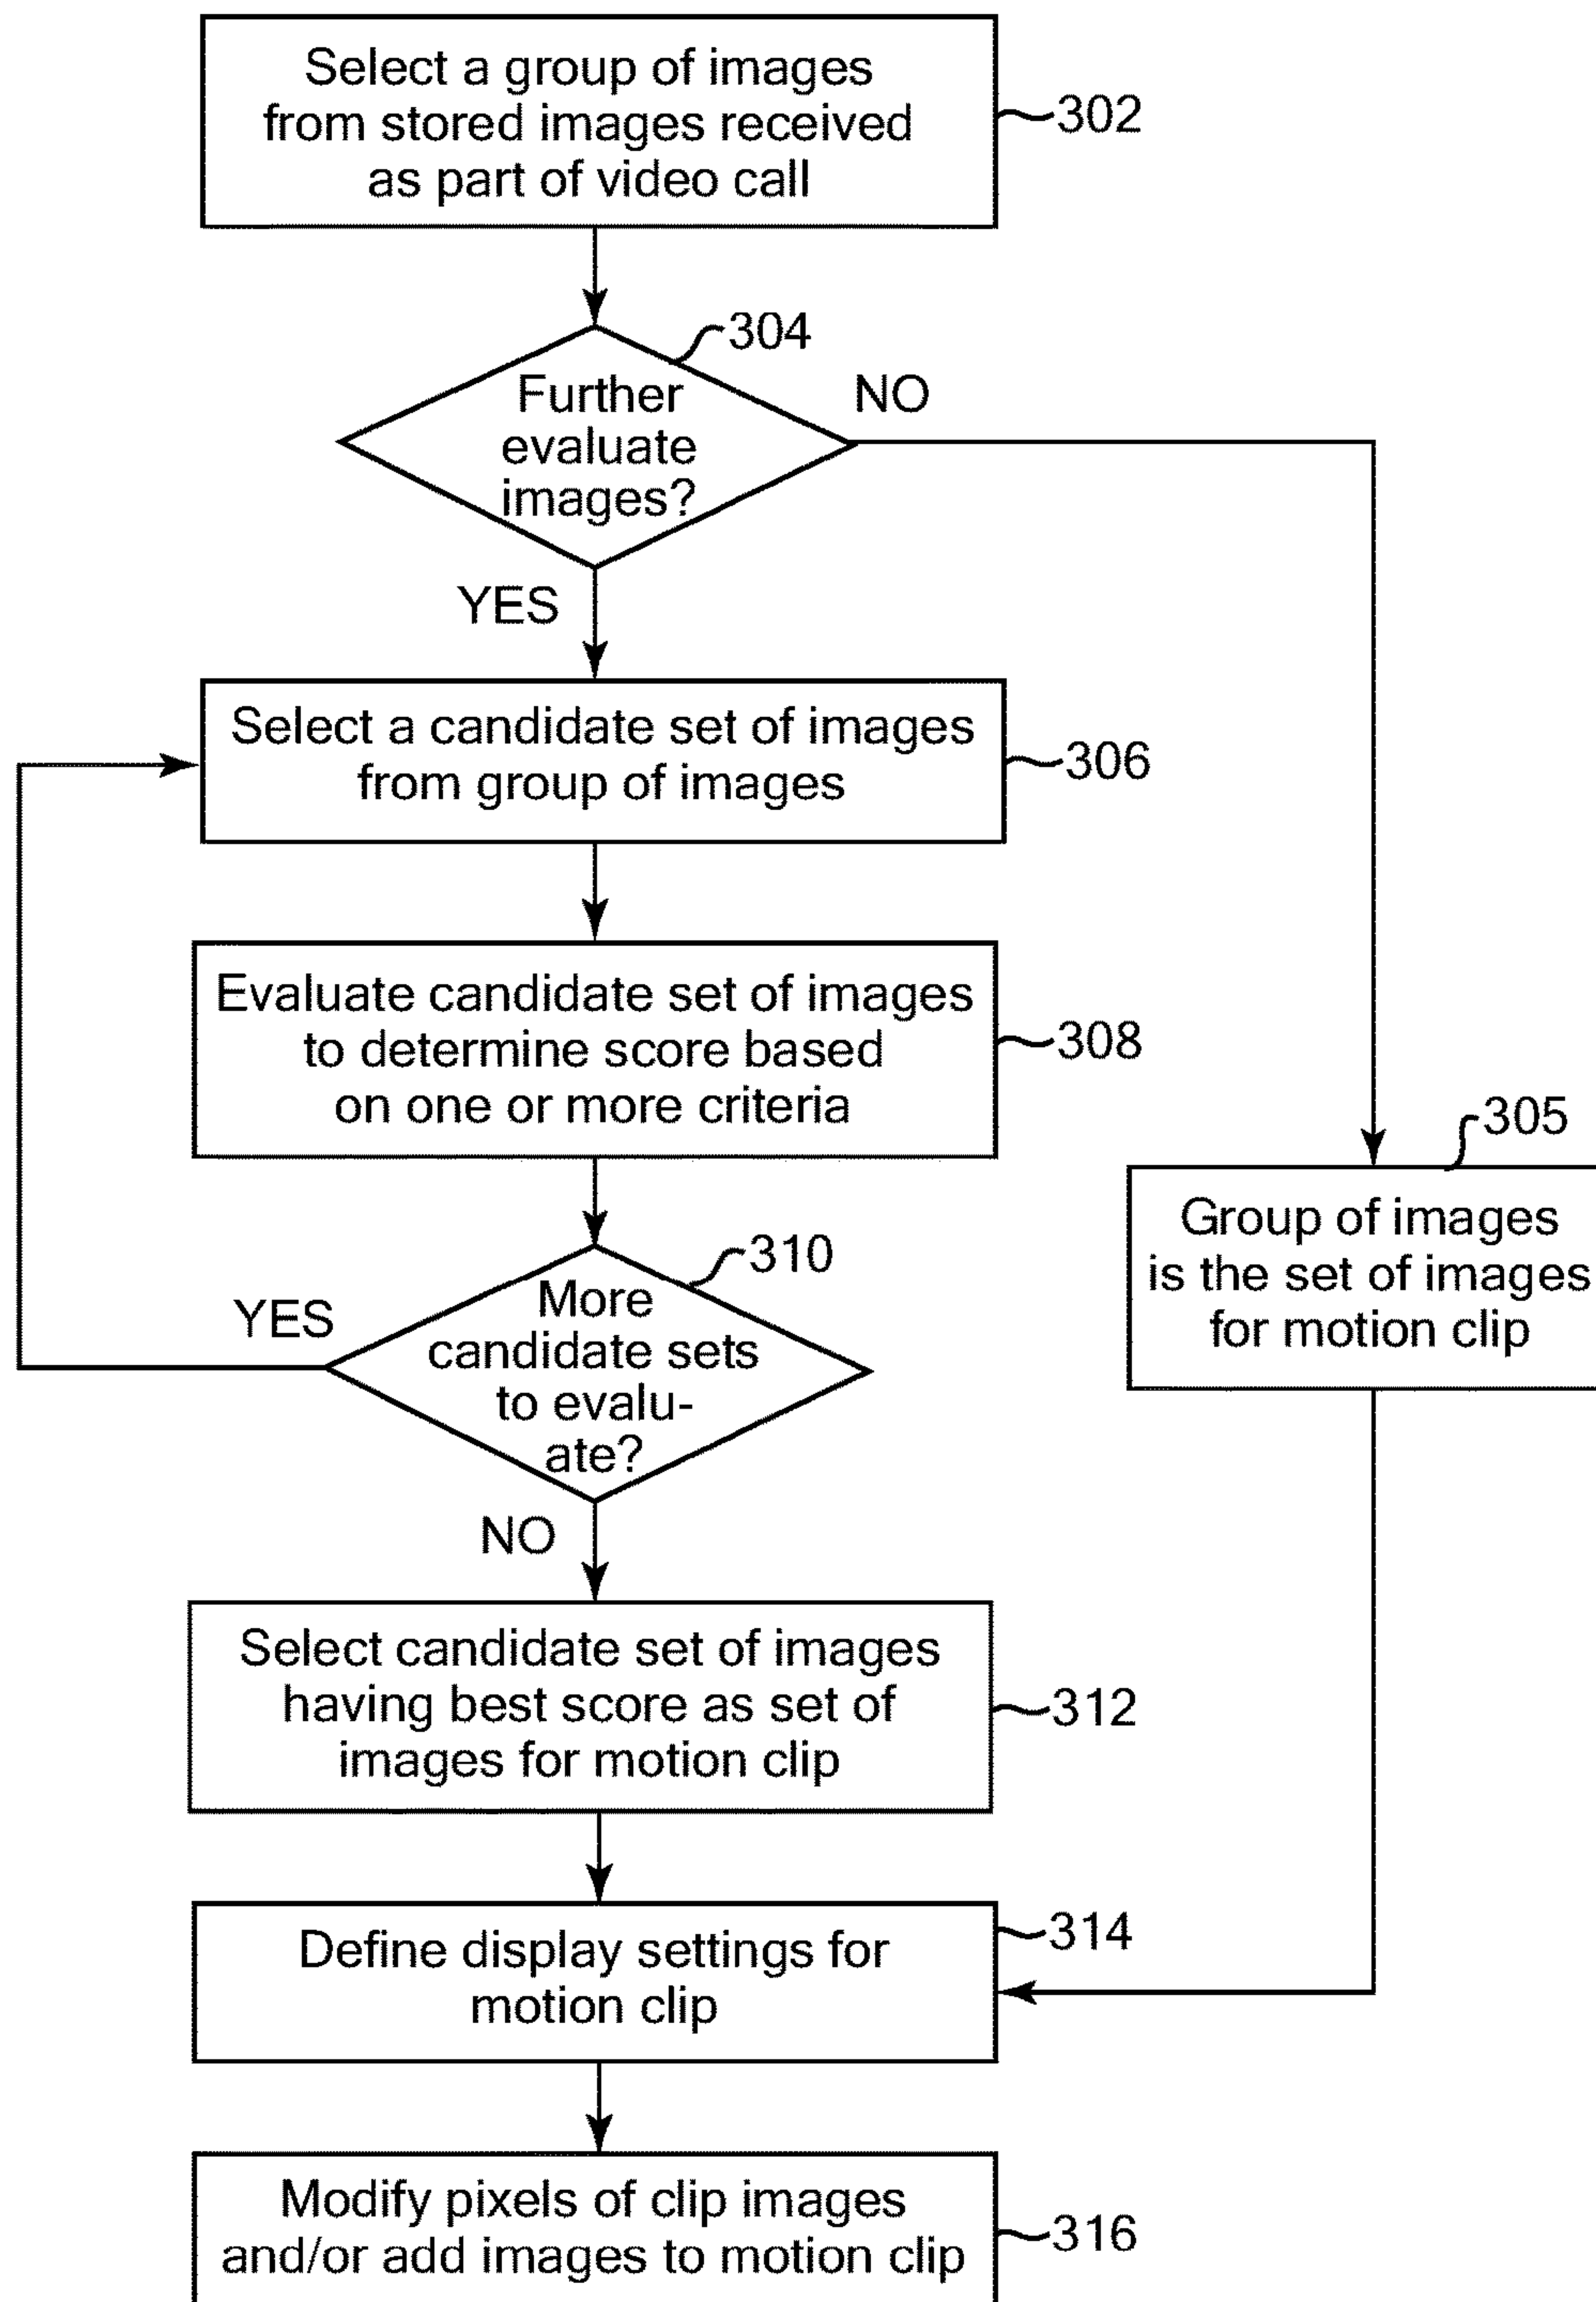 Select a group of images
from stored images received
as part of video call
302
304
Further
evaluate
images?
NO
YES
Select a candidate set of images
from group of images
306
Evaluate candidate set of images
to determine score based
on one or more criteria
308
305
Group of images
is the set of images
for motion clip
310
More
candidate sets
to evalu-
ate?
YES
NO
Select candidate set of images
having best score as set of
images for motion clip
312
Define display settings for
motion clip
314
Modify pixels of clip images
and/or add images to motion clip
316